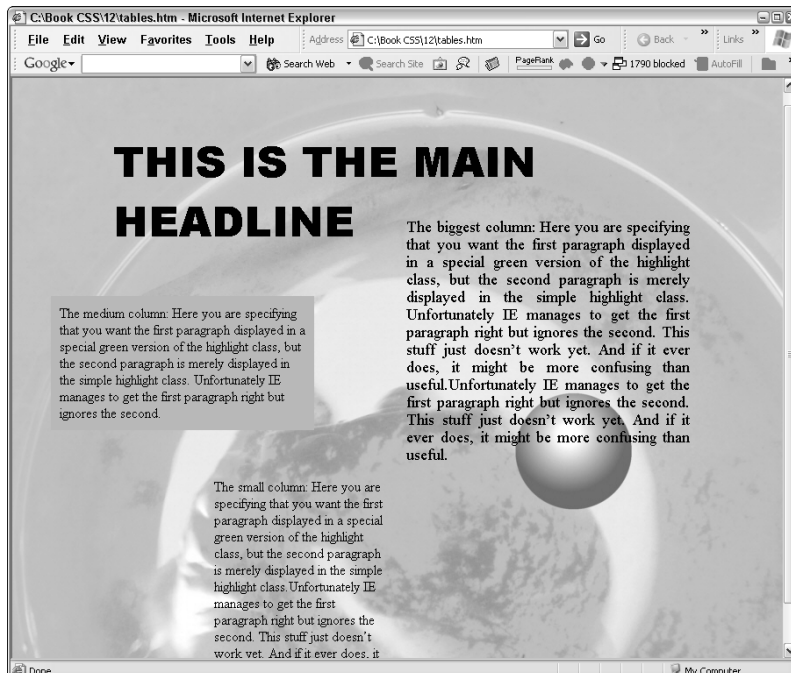 C:\Book CSS\12\tables.htm - Microsoft Internet Explorer
File Edit View Favorites Tools Help Address C:\Book CSS\12\tables.htm Go Back » Links »
Google Search Web Search Site PageRank 1790 blocked AutoFill »
THIS IS THE MAIN
HEADLINE
The biggest column: Here you are specifying
that you want the first paragraph displayed
in a special green version of the highlight
class, but the second paragraph is merely
displayed in the simple highlight class.
Unfortunately IE manages to get the first
paragraph right but ignores the second. This
stuff just doesn't work yet. And if it ever
does, it might be more confusing than
useful.Unfortunately IE manages to get the
first paragraph right but ignores the second.
This stuff just doesn't work yet. And if it
ever does, it might be more confusing than
useful.
The medium column: Here you are specifying
that you want the first paragraph displayed in a
special green version of the highlight class, but
the second paragraph is merely displayed in
the simple highlight class. Unfortunately IE
manages to get the first paragraph right but
ignores the second.
The small column: Here you are
specifying that you want the first
paragraph displayed in a special
green version of the highlight
class, but the second paragraph
is merely displayed in the simple
highlight class.Unfortunately IE
manages to get the first
paragraph right but ignores the
second. This stuff just doesn't
work yet. And if it ever does, it
Done My Computer